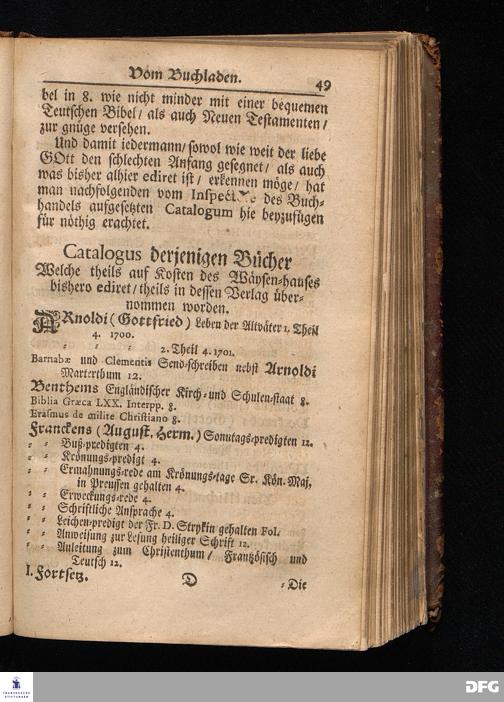 Vom Buchladen. 49
bel in 8. wie nicht minder mit einer bequemen
Teutschen Bibel/ als auch Neuen Testamenten/
zur gnüge versehen.
Und damit iedermann/ sowol wie weit der liebe
GOtt den schlechten Anfang gesegnet/ als auch
was bisher alhier ediret ist/ erkennen möge/ hat
man nachfolgenden vom des Buch-
handels aufgesetzten Catalogum hie beyzufügen
für nöthig erachtet.
Catalogus derjenigen Bücher
Welche theils auf Kosten des Wäysen-hauses
bishero ediret/ theils in dessen Verlag über-
nommen worden.
ARnoldi (Gottfried) Lebru der Altväter 1. Theil
4. 1700.
= = = 2. Theil 4. 1701.
Barnabæ und Clementis Send-schreiben nebst Arnoldi
Marterthum 12.
Benthems Engländischer Kirch- und Schulen-staat 8.
Biblia Græca LXX. Interpp. 8.
Erasmus de milite Christiano 8.
Franckens (August. Herm.) Sonntags-predigten 12.
= = Buß-predigten 4.
= = Krönungs-predigt 4.
= = Ermahnungs-rede am Krönungs-tage Sr. Kön. Maj.
in Preussen gehalten 4.
= = Erweckungs-rede 4.
= = Schriftliche Ansprache 4.
= = Leichen-predigt der Fr. D. Strykin gehalten Fol.
= = Anweisung zur Lesung heiliger Schrift 12.
= = Anleitung zum Christenthum/ Frantzösisch und
Teutsch 12.
I. Fortsetz. D = Die
FRANCKESCHE STIFTUNGEN
DFG